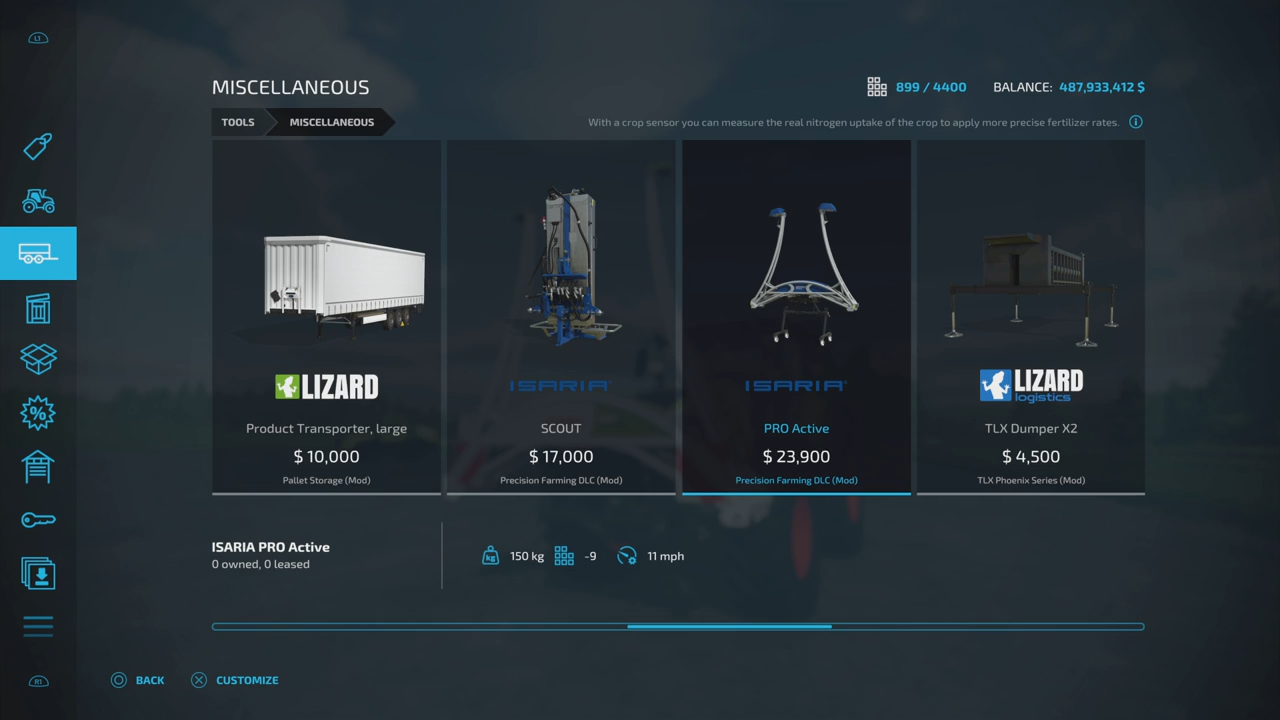 L1
MISCELLANEOUS
899 / 4400
BALANCE: 487,933,412 $
TOOLS
MISCELLANEOUS
With a crop sensor you can measure the real nitrogen uptake of the crop to apply more precise fertilizer rates.
LIZARD
Product Transporter, large
$ 10,000
Pallet Storage (Mod)
ISARIA
SCOUT
$ 17,000
Precision Farming DLC (Mod)
ISARIA
PRO Active
$ 23,900
Precision Farming DLC (Mod)
LIZARD
logistics
TLX Dumper X2
$ 4,500
TLX Phoenix Series (Mod)
ISARIA PRO Active
0 owned, 0 leased
kg
150 kg
-9
11 mph
R1
BACK
CUSTOMIZE